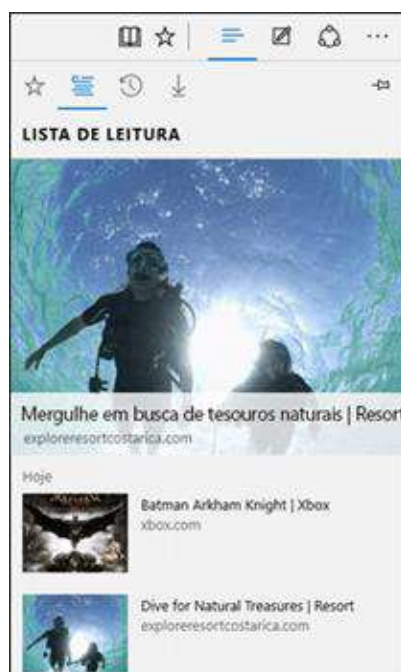 LISTA DE LEITURA
Mergulhe em busca de tesouros naturais | Resort
exploreresortcostarica.com
Hoje
Batman Arkham Knight | Xbox
xbox.com
Dive for Natural Treasures | Resort
exploreresortcostarica.com